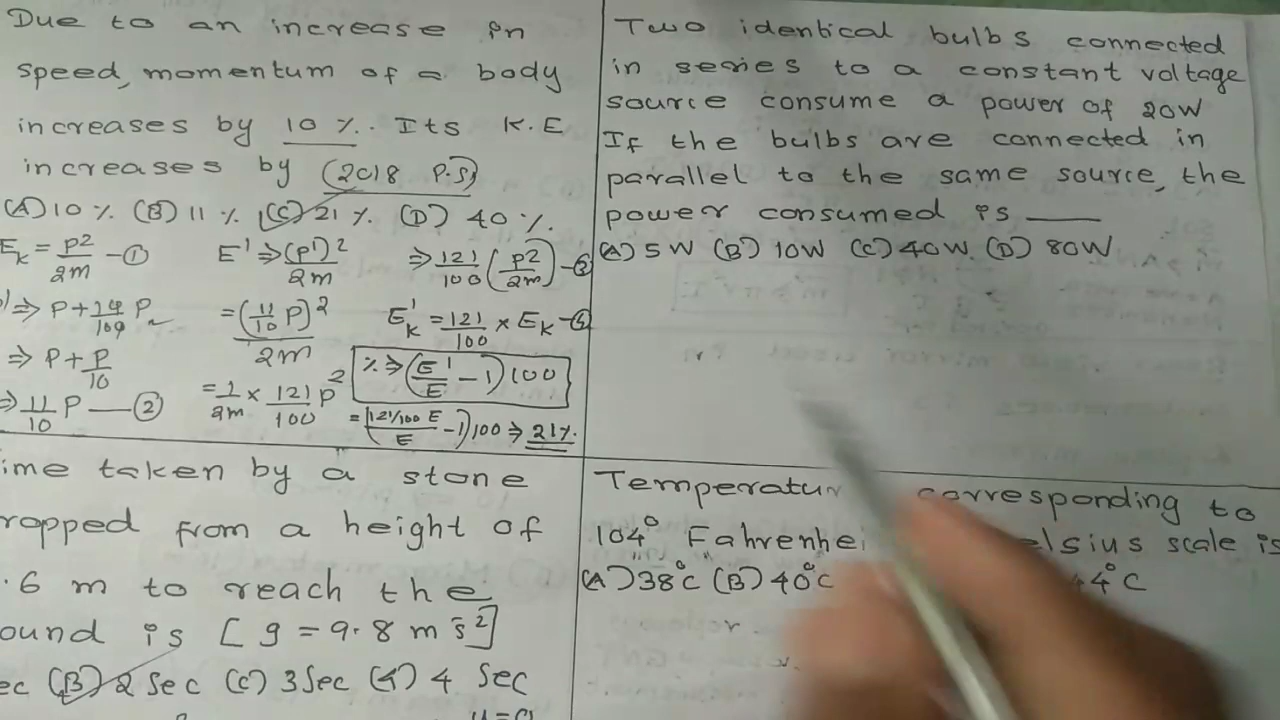 Due to an increase in
speed, momentum of a body
increases by 10 %. Its K.E
increases by (2018 P.S)
(A) 10 % (B) 11 % (C) 21 % (D) 40 %.
Ek = p²/2m - ①
E' ⇒ (p')²/2m
⇒ 121/100 (p²/2m) - ③
⇒ P + 10/100 P
= (11/10 P)²/2m
Ek' = 121/100 × Ek - ④
⇒ P + P/10
% ⇒ (E'/E - 1) 100
⇒ 11/10 P — ②
= 1/2m × 121/100 p²
= (121/100 E/E - 1) 100 ⇒ 21%.
Two identical bulbs connected
in series to a constant voltage
source consume a power of 20W
If the bulbs are connected in
parallel to the same source, the
power consumed is ____
(A) 5W (B) 10W (C) 40W (D) 80W
ime taken by a stone
ropped from a height of
.6 m to reach the
ound is [g = 9.8 m s²]
ec (B) 2 Sec (C) 3 Sec (D) 4 Sec
Temperatur corresponding to
104° Fahrenhei elsius scale is
(A) 38°C (B) 40°C 44°C